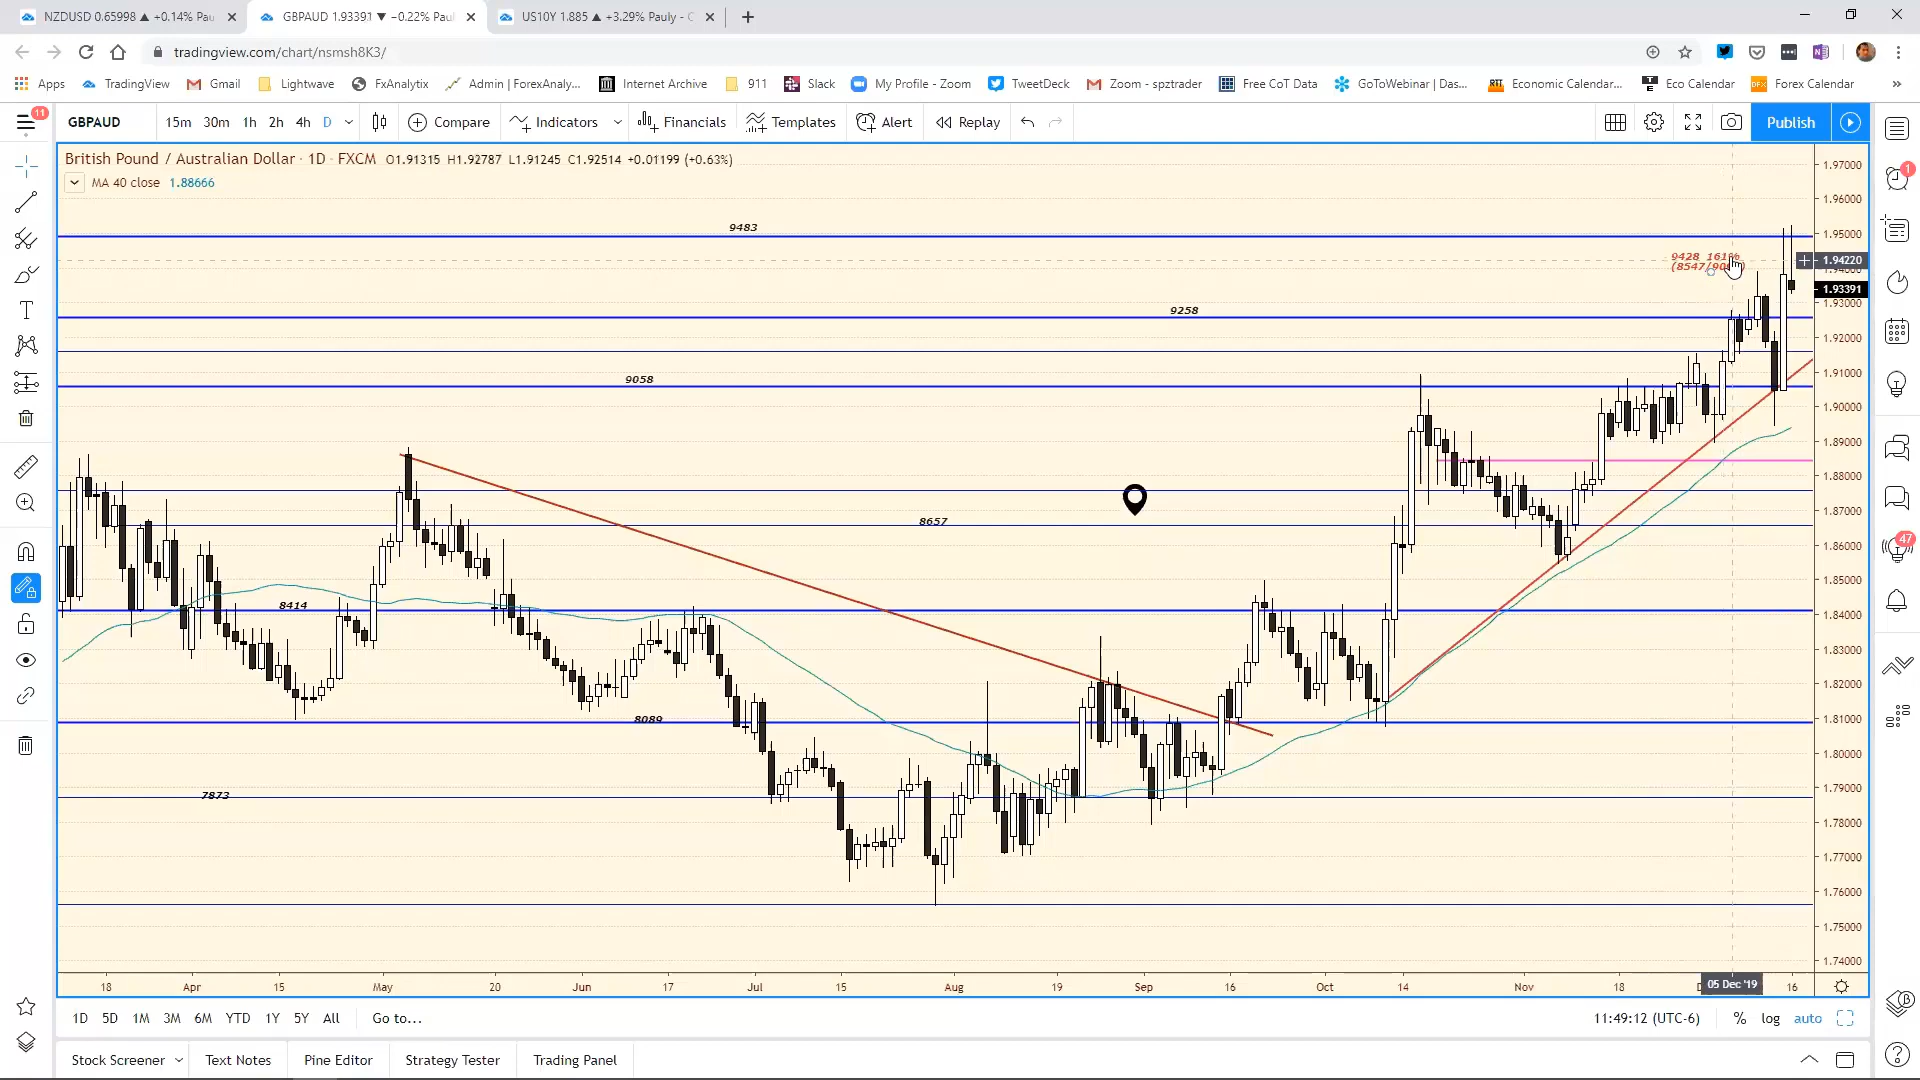 NZDUSD 0.65998 ▲ +0.14% Pau
GBPAUD 1.93391 ▼ −0.22% Paul
US10Y 1.885 ▲ +3.29% Pauly - C
tradingview.com/chart/nsmsh8K3/
Apps
TradingView
Gmail
Lightwave
FxAnalytix
Admin | ForexAnaly...
Internet Archive
911
Slack
My Profile - Zoom
TweetDeck
Zoom - spztrader
Free CoT Data
GoToWebinar | Das...
Economic Calendar...
Eco Calendar
Forex Calendar
11
GBPAUD
15m 30m 1h 2h 4h D
Compare
Indicators
Financials
Templates
Alert
Replay
Publish
British Pound / Australian Dollar · 1D · FXCM O1.91315 H1.92787 L1.91245 C1.92514 +0.01199 (+0.63%)
MA 40 close 1.88666
1
47
9483
9428 161%
9258
9058
8657
8414
8089
7873
1.97000
1.96000
1.95000
1.94220
1.94000
1.93391
1.93000
1.92000
1.91000
1.90000
1.89000
1.88000
1.87000
1.86000
1.85000
1.84000
1.83000
1.82000
1.81000
1.80000
1.79000
1.78000
1.77000
1.76000
1.75000
1.74000
18 Apr 15 May 20 Jun 17 Jul 15 Aug 19 Sep 16 Oct 14 Nov 18 05 Dec '19 16
1D 5D 1M 3M 6M YTD 1Y 5Y All Go to...
11:49:12 (UTC-6) % log auto
Stock Screener
Text Notes
Pine Editor
Strategy Tester
Trading Panel